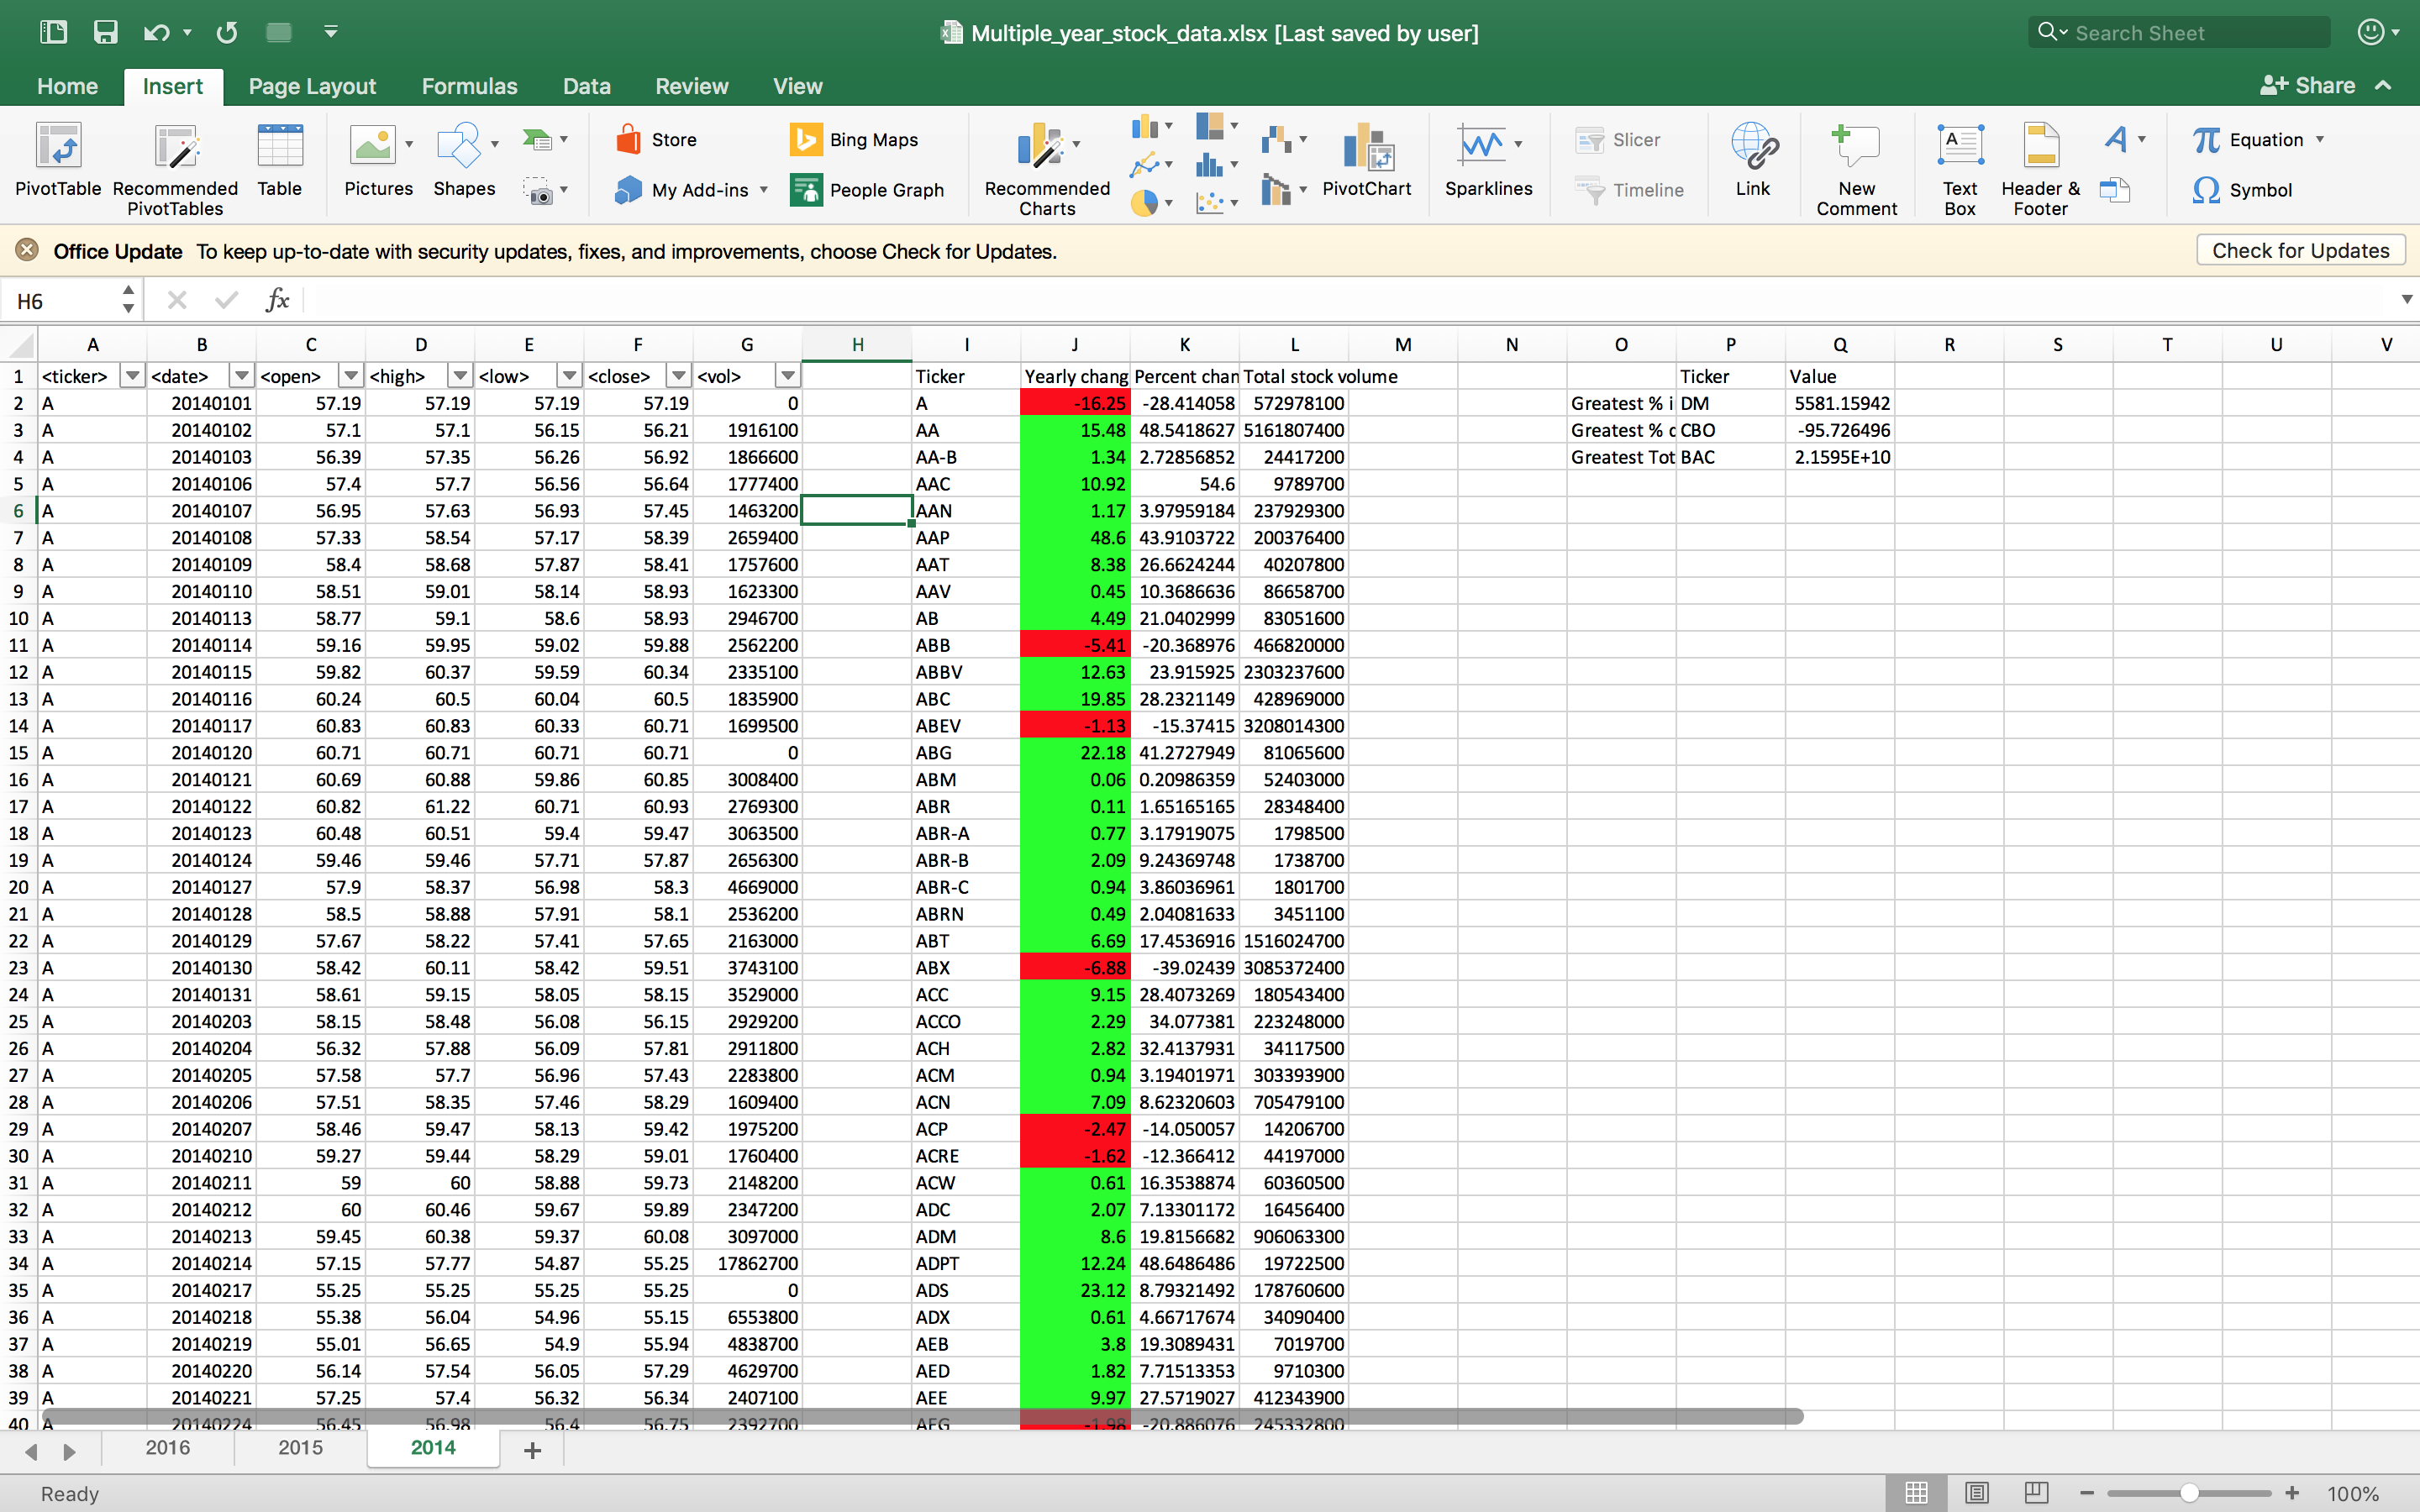 Multiple_year_stock_data.xlsx [Last saved by user]
Search Sheet
Home Insert Page Layout Formulas Data Review View
Share
PivotTable
Recommended PivotTables
Table
Pictures
Shapes
Store
My Add-ins
Bing Maps
People Graph
Recommended Charts
PivotChart
Sparklines
Slicer
Timeline
Link
New Comment
Text Box
Header & Footer
Equation
Symbol
Office Update To keep up-to-date with security updates, fixes, and improvements, choose Check for Updates.
Check for Updates
H6 fx
A B C D E F G H I J K L M N O P Q R S T U V
1 <ticker> <date> <open> <high> <low> <close> <vol> Ticker Yearly chang Percent chan Total stock volume Ticker Value
2 A 20140101 57.19 57.19 57.19 57.19 0 A -16.25 -28.414058 572978100 Greatest % i DM 5581.15942
3 A 20140102 57.1 57.1 56.15 56.21 1916100 AA 15.48 48.5418627 5161807400 Greatest % c CBO -95.726496
4 A 20140103 56.39 57.35 56.26 56.92 1866600 AA-B 1.34 2.72856852 24417200 Greatest Tot BAC 2.1595E+10
5 A 20140106 57.4 57.7 56.56 56.64 1777400 AAC 10.92 54.6 9789700
6 A 20140107 56.95 57.63 56.93 57.45 1463200 AAN 1.17 3.97959184 237929300
7 A 20140108 57.33 58.54 57.17 58.39 2659400 AAP 48.6 43.9103722 200376400
8 A 20140109 58.4 58.68 57.87 58.41 1757600 AAT 8.38 26.6624244 40207800
9 A 20140110 58.51 59.01 58.14 58.93 1623300 AAV 0.45 10.3686636 86658700
10 A 20140113 58.77 59.1 58.6 58.93 2946700 AB 4.49 21.0402999 83051600
11 A 20140114 59.16 59.95 59.02 59.88 2562200 ABB -5.41 -20.368976 466820000
12 A 20140115 59.82 60.37 59.59 60.34 2335100 ABBV 12.63 23.915925 2303237600
13 A 20140116 60.24 60.5 60.04 60.5 1835900 ABC 19.85 28.2321149 428969000
14 A 20140117 60.83 60.83 60.33 60.71 1699500 ABEV -1.13 -15.37415 3208014300
15 A 20140120 60.71 60.71 60.71 60.71 0 ABG 22.18 41.2727949 81065600
16 A 20140121 60.69 60.88 59.86 60.85 3008400 ABM 0.06 0.20986359 52403000
17 A 20140122 60.82 61.22 60.71 60.93 2769300 ABR 0.11 1.65165165 28348400
18 A 20140123 60.48 60.51 59.4 59.47 3063500 ABR-A 0.77 3.17919075 1798500
19 A 20140124 59.46 59.46 57.71 57.87 2656300 ABR-B 2.09 9.24369748 1738700
20 A 20140127 57.9 58.37 56.98 58.3 4669000 ABR-C 0.94 3.86036961 1801700
21 A 20140128 58.5 58.88 57.91 58.1 2536200 ABRN 0.49 2.04081633 3451100
22 A 20140129 57.67 58.22 57.41 57.65 2163000 ABT 6.69 17.4536916 1516024700
23 A 20140130 58.42 60.11 58.42 59.51 3743100 ABX -6.88 -39.02439 3085372400
24 A 20140131 58.61 59.15 58.05 58.15 3529000 ACC 9.15 28.4073269 180543400
25 A 20140203 58.15 58.48 56.08 56.15 2929200 ACCO 2.29 34.077381 223248000
26 A 20140204 56.32 57.88 56.09 57.81 2911800 ACH 2.82 32.4137931 34117500
27 A 20140205 57.58 57.7 56.96 57.43 2283800 ACM 0.94 3.19401971 303393900
28 A 20140206 57.51 58.35 57.46 58.29 1609400 ACN 7.09 8.62320603 705479100
29 A 20140207 58.46 59.47 58.13 59.42 1975200 ACP -2.47 -14.050057 14206700
30 A 20140210 59.27 59.44 58.29 59.01 1760400 ACRE -1.62 -12.366412 44197000
31 A 20140211 59 60 58.88 59.73 2148200 ACW 0.61 16.3538874 60360500
32 A 20140212 60 60.46 59.67 59.89 2347200 ADC 2.07 7.13301172 16456400
33 A 20140213 59.45 60.38 59.37 60.08 3097000 ADM 8.6 19.8156682 906063300
34 A 20140214 57.15 57.77 54.87 55.25 17862700 ADPT 12.24 48.6486486 19722500
35 A 20140217 55.25 55.25 55.25 55.25 0 ADS 23.12 8.79321492 178760600
36 A 20140218 55.38 56.04 54.96 55.15 6553800 ADX 0.61 4.66717674 34090400
37 A 20140219 55.01 56.65 54.9 55.94 4838700 AEB 3.8 19.3089431 7019700
38 A 20140220 56.14 57.54 56.05 57.29 4629700 AED 1.82 7.71513353 9710300
39 A 20140221 57.25 57.4 56.32 56.34 2407100 AEE 9.97 27.5719027 412343900
40 A 20140224 56.45 56.98 56.4 56.75 2392700 AEG -1.98 -20.886076 245332800
2016 2015 2014
Ready
100%